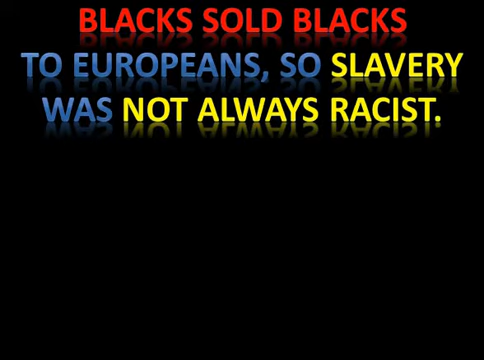 BLACKS SOLD BLACKS
TO EUROPEANS, SO SLAVERY
WAS NOT ALWAYS RACIST.